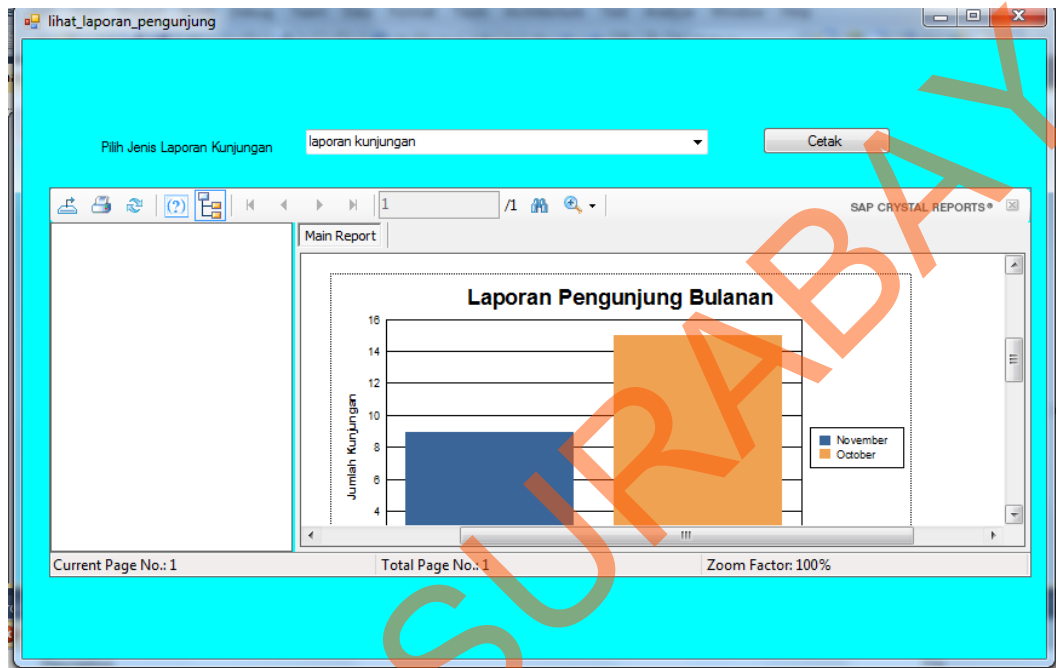 lihat_laporan_pengunjung
Pilih Jenis Laporan Kunjungan
laporan kunjungan
Cetak
1
/1
SAP CRYSTAL REPORTS®
Main Report
Laporan Pengunjung Bulanan
16
14
12
10
8
6
4
Jumlah Kunjungan
November
October
Current Page No.: 1
Total Page No.: 1
Zoom Factor: 100%
SURABAY